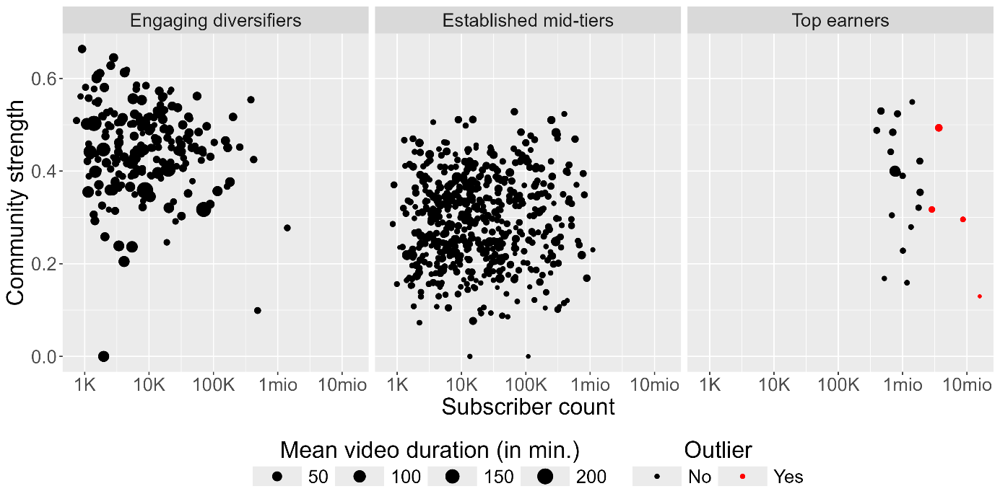 Engaging diversifiers Established mid-tiers Top earners
Community strength
0.6
0.4
0.2
0.0
1K 10K 100K 1mio 10mio 1K 10K 100K 1mio 10mio 1K 10K 100K 1mio 10mio
Subscriber count
Mean video duration (in min.) Outlier
50 100 150 200 No Yes